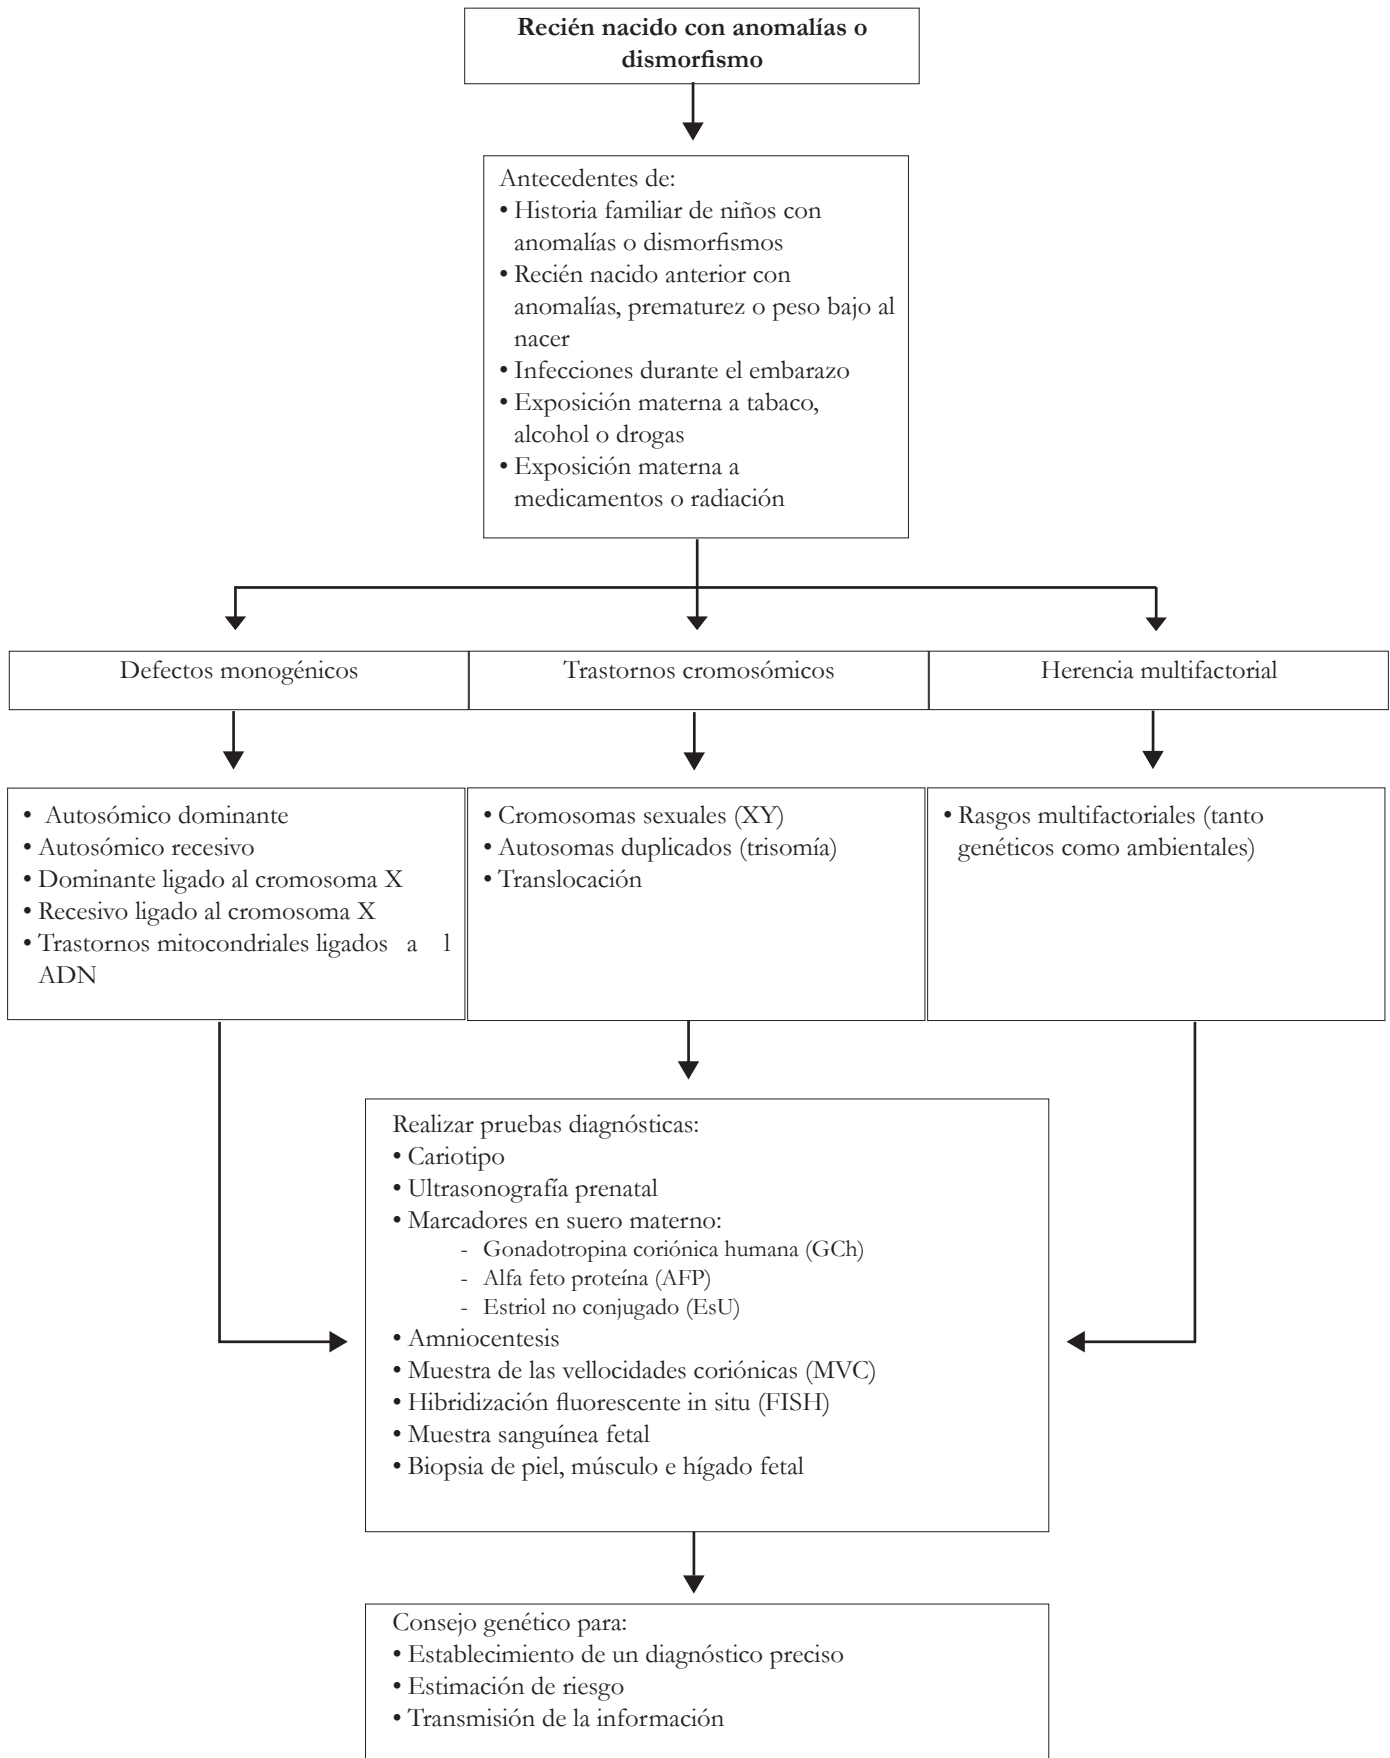 Recién nacido con anomalías o
dismorfismo
Antecedentes de:
• Historia familiar de niños con
anomalías o dismorfismos
• Recién nacido anterior con
anomalías, prematurez o peso bajo al
nacer
• Infecciones durante el embarazo
• Exposición materna a tabaco,
alcohol o drogas
• Exposición materna a
medicamentos o radiación
Defectos monogénicos
Trastornos cromosómicos
Herencia multifactorial
• Autosómico dominante
• Autosómico recesivo
• Dominante ligado al cromosoma X
• Recesivo ligado al cromosoma X
• Trastornos mitocondriales ligados a l
ADN
• Cromosomas sexuales (XY)
• Autosomas duplicados (trisomía)
• Translocación
• Rasgos multifactoriales (tanto
genéticos como ambientales)
Realizar pruebas diagnósticas:
• Cariotipo
• Ultrasonografía prenatal
• Marcadores en suero materno:
- Gonadotropina coriónica humana (GCh)
- Alfa feto proteína (AFP)
- Estriol no conjugado (EsU)
• Amniocentesis
• Muestra de las vellocidades coriónicas (MVC)
• Hibridización fluorescente in situ (FISH)
• Muestra sanguínea fetal
• Biopsia de piel, músculo e hígado fetal
Consejo genético para:
• Establecimiento de un diagnóstico preciso
• Estimación de riesgo
• Transmisión de la información